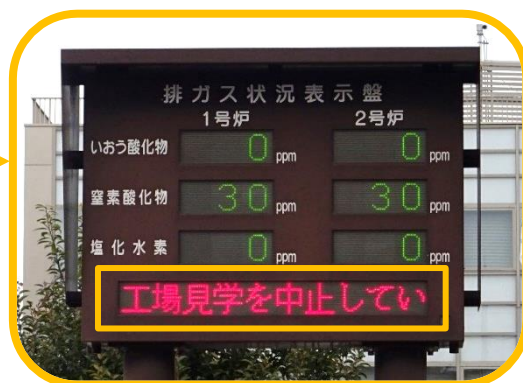 排ガス状況表示盤
1号炉 2号炉
いおう酸化物 0 ppm 0 ppm
窒素酸化物 30 ppm 30 ppm
塩化水素 0 ppm 0 ppm
工場見学を中止してい